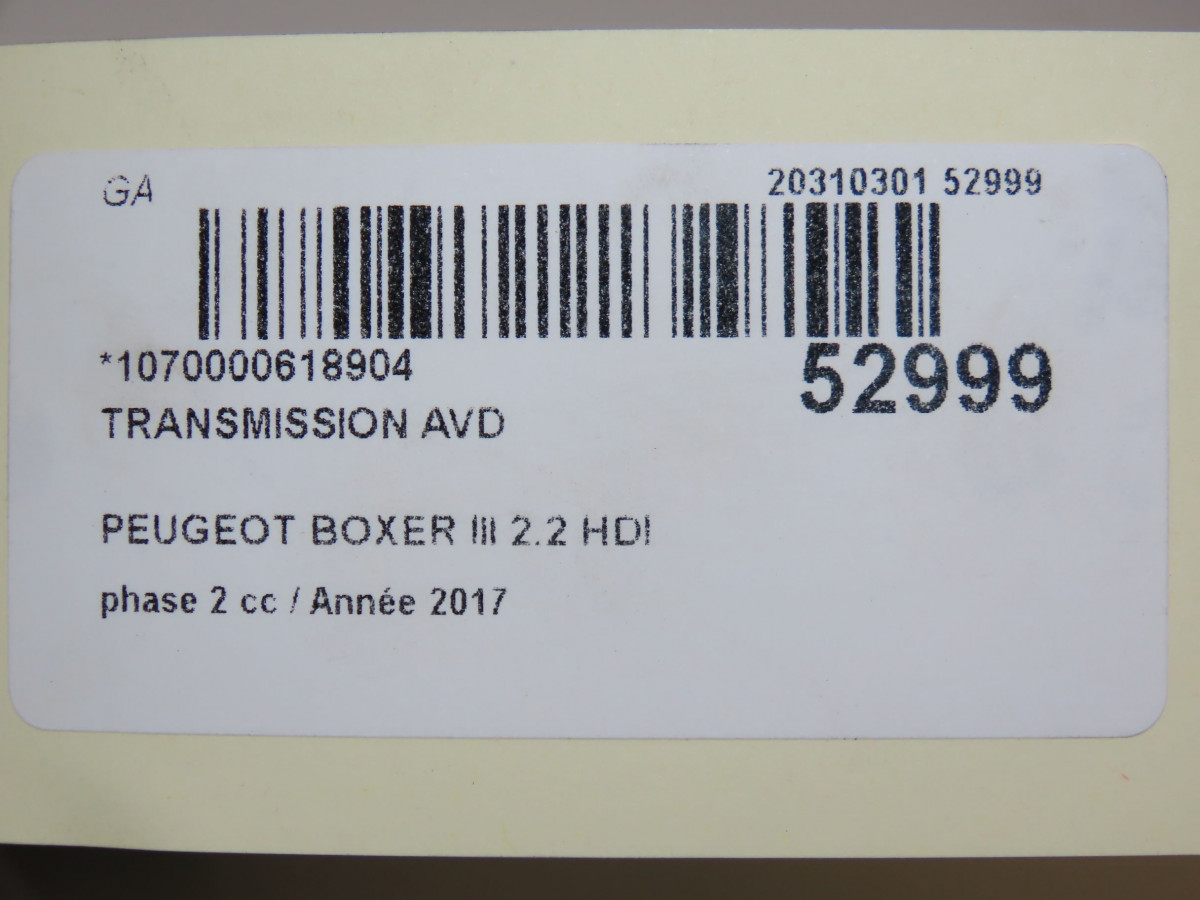 GA 20310301 52999
*1070000618904 52999
TRANSMISSION AVD
PEUGEOT BOXER III 2.2 HDI
phase 2 cc / Année 2017